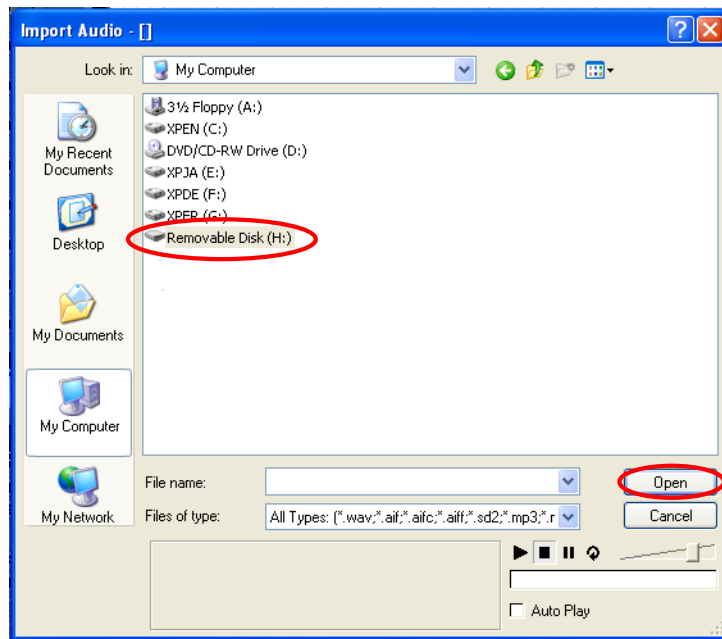 Import Audio - []
Look in:
My Computer
3½ Floppy (A:)
XPEN (C:)
DVD/CD-RW Drive (D:)
XPJA (E:)
XPDE (F:)
XPFR (G:)
Removable Disk (H:)
My Recent
Documents
Desktop
My Documents
My Computer
My Network
File name:
Open
Files of type:
All Types: (*.wav;*.aif;*.aifc;*.aiff;*.sd2;*.mp3;*.r
Cancel
Auto Play